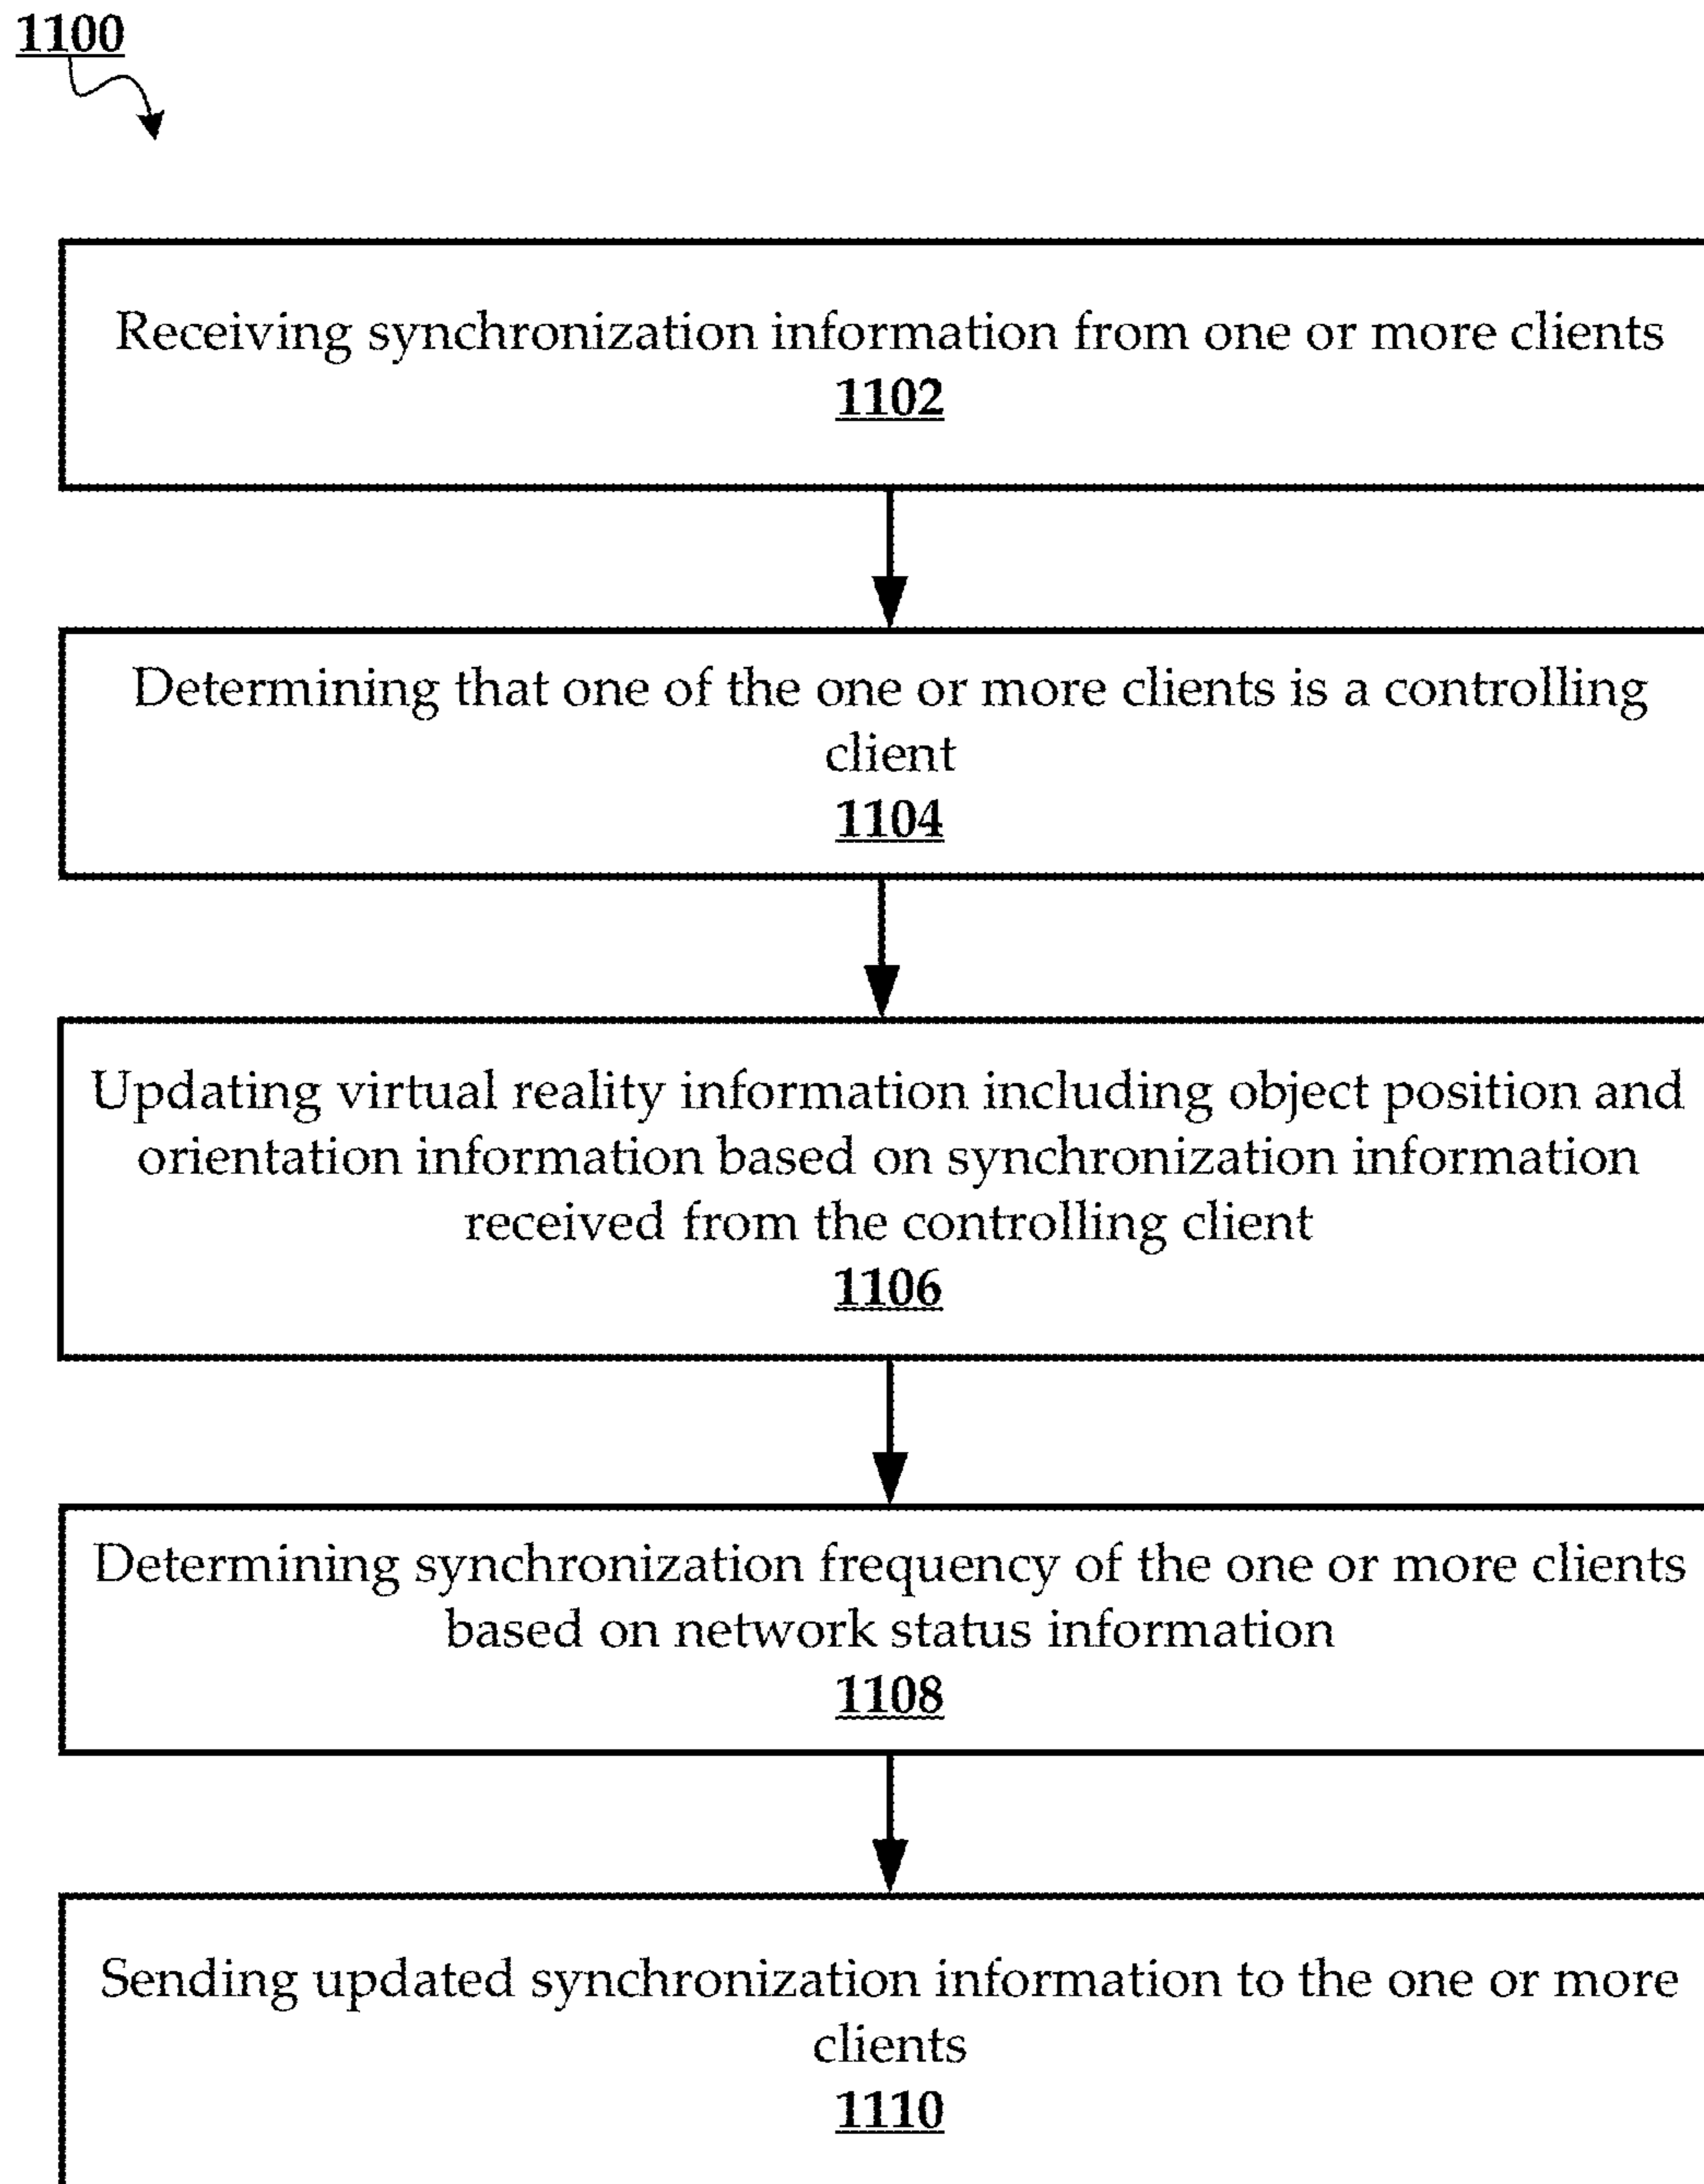 1100
Receiving synchronization information from one or more clients
1102
Determining that one of the one or more clients is a controlling
client
1104
Updating virtual reality information including object position and
orientation information based on synchronization information
received from the controlling client
1106
Determining synchronization frequency of the one or more clients
based on network status information
1108
Sending updated synchronization information to the one or more
clients
1110